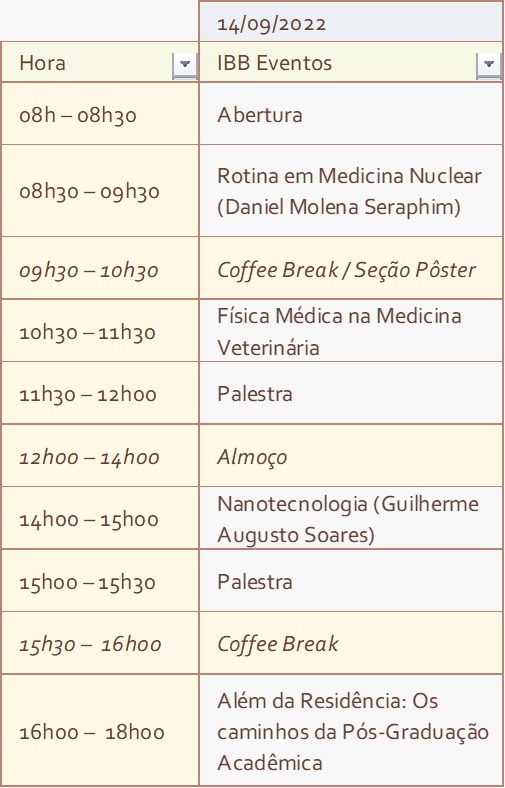 14/09/2022
Hora IBB Eventos
08h – 08h30 Abertura
08h30 – 09h30 Rotina em Medicina Nuclear
(Daniel Molena Seraphim)
09h30 – 10h30 Coffee Break / Seção Pôster
10h30 – 11h30 Física Médica na Medicina
Veterinária
11h30 – 12h00 Palestra
12h00 – 14h00 Almoço
14h00 – 15h00 Nanotecnologia (Guilherme
Augusto Soares)
15h00 – 15h30 Palestra
15h30 – 16h00 Coffee Break
16h00 – 18h00 Além da Residência: Os
caminhos da Pós-Graduação
Acadêmica